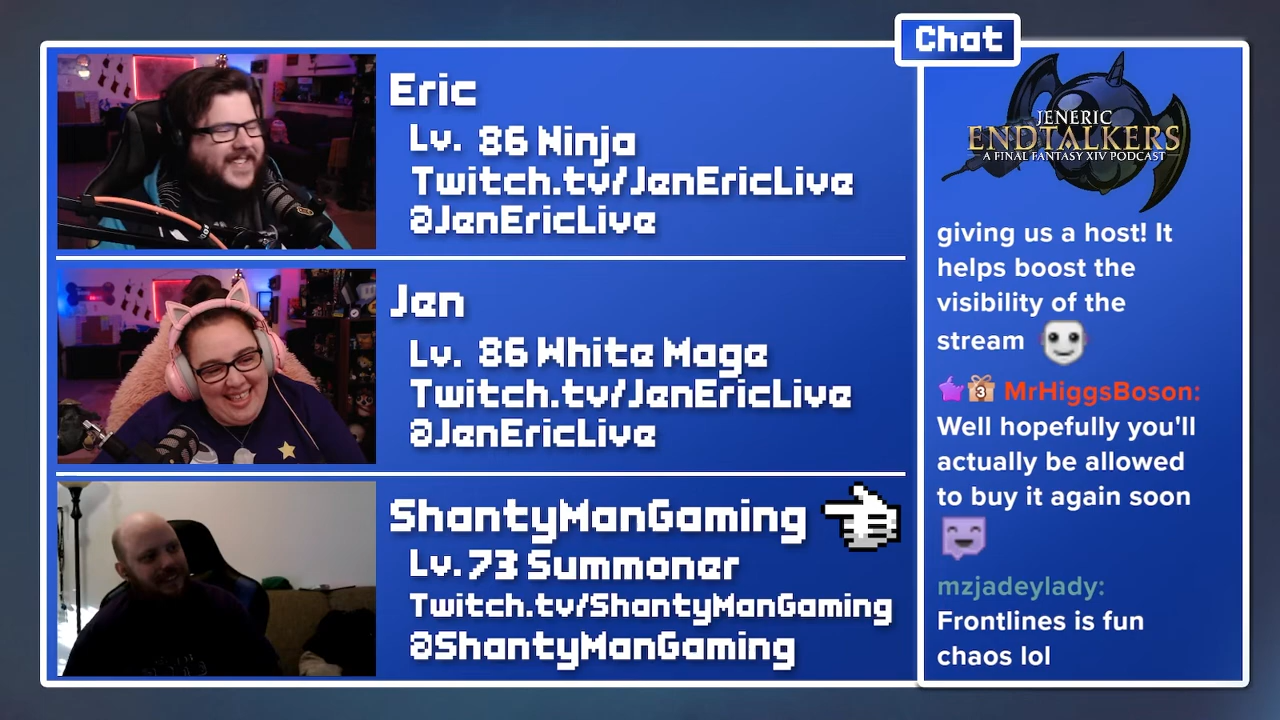 Chat
Eric
Lv. 86 Ninja
Twitch.tv/JenEricLive
@JenEricLive
Jen
Lv. 86 White Mage
Twitch.tv/JenEricLive
@JenEricLive
ShantyManGaming
Lv. 73 Summoner
Twitch.tv/ShantyManGaming
@ShantyManGaming
JENERIC
ENDTALKERS
A FINAL FANTASY XIV PODCAST
giving us a host! It
helps boost the
visibility of the
stream
3 MrHiggsBoson:
Well hopefully you'll
actually be allowed
to buy it again soon
mzjadeylady:
Frontlines is fun
chaos lol